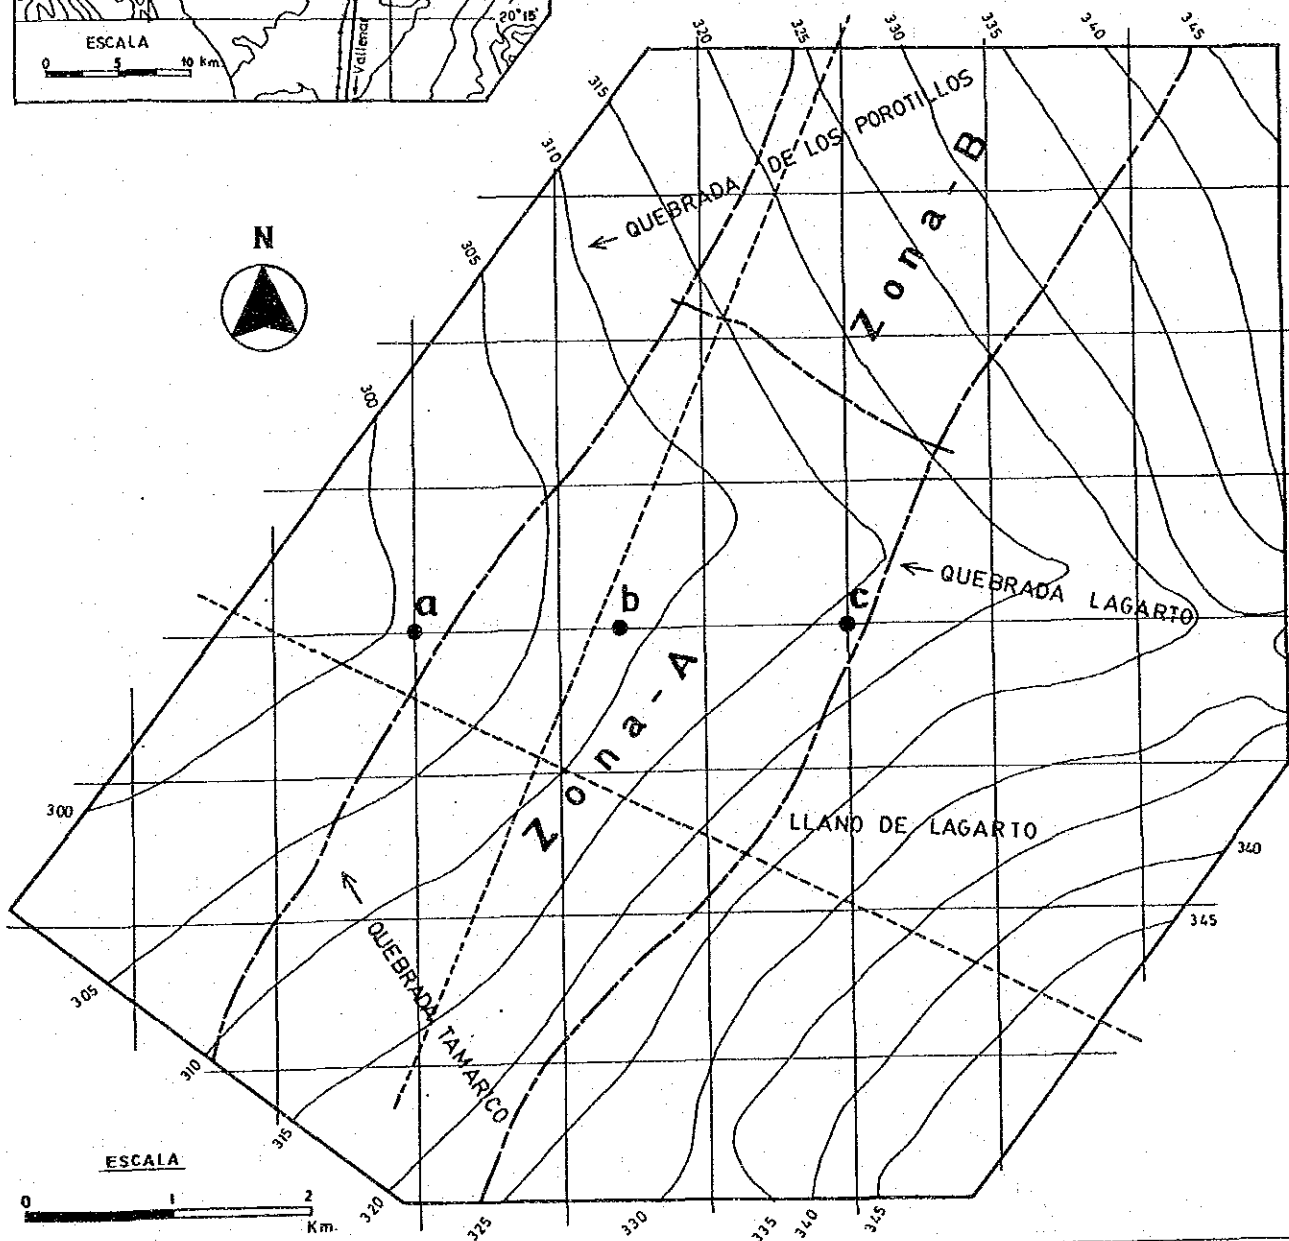 20°15'
ESCALA
0 5 10 km.
Vallenar
320 325 330 335 340 345
315
310
305
300
QUEBRADA DE LOS POROTILLOS
Zona-B
N
a
b
c
QUEBRADA LAGARTO
Zona-A
LLANO DE LAGARTO
300
340
345
QUEBRADA TAMARICO
305
310
315
320
325
330
335
340
345
ESCALA
0 1 2
Km.